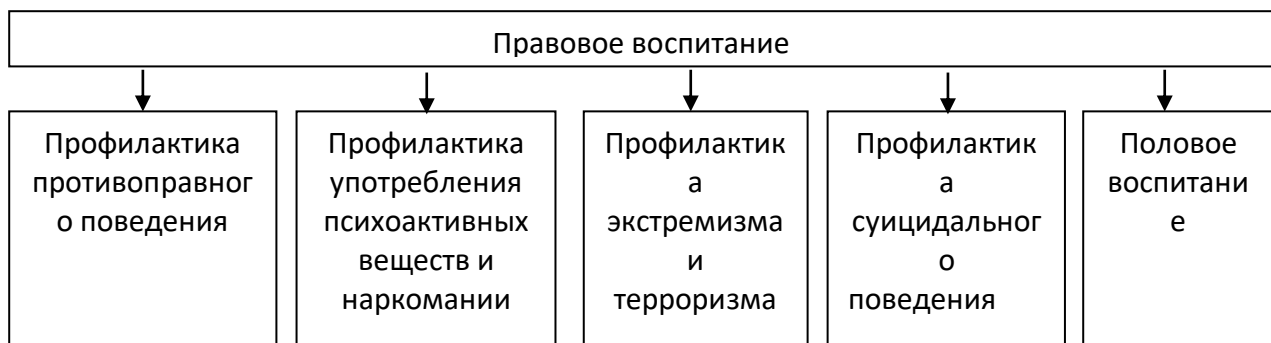 Правовое воспитание
Профилактика
противоправног
о поведения
Профилактика
употребления
психоактивных
веществ и
наркомании
Профилактик
а
экстремизма
и
терроризма
Профилактик
а
суицидальног
о
поведения
Половое
воспитани
е